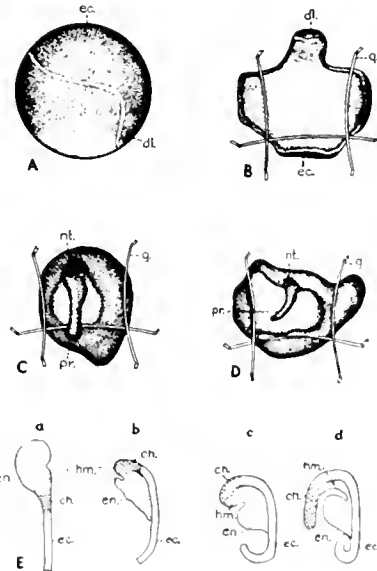 ec.
dl.
A
dl.
g.
ec.
B
nt.
g.
pr.
C
nt.
g.
pr.
D
a
b
c
d
en.
ch.
ec.
hm.
ch.
en.
ec.
ch.
hm.
en.
ec.
hm.
ch.
en.
ec.
E